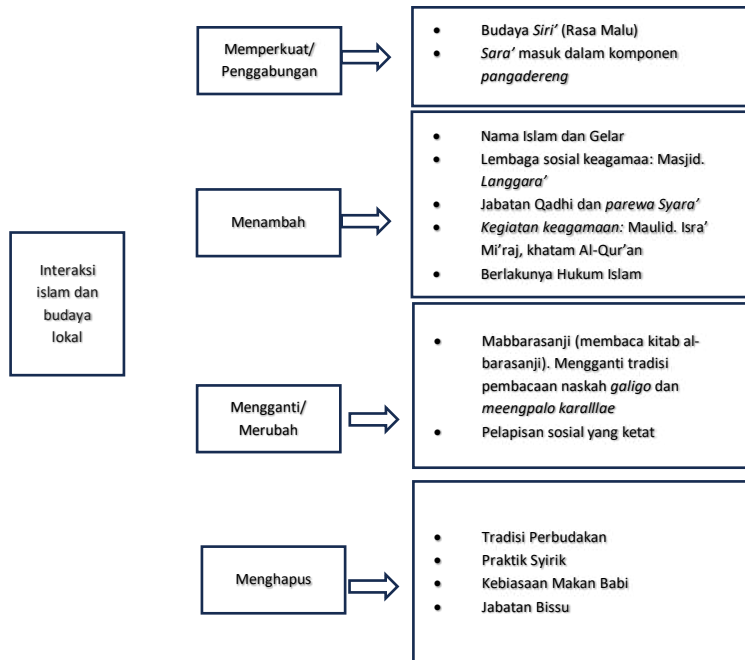 Interaksi
islam dan
budaya
lokal
Memperkuat/
Penggabungan
• Budaya Siri’ (Rasa Malu)
• Sara’ masuk dalam komponen
pangadereng
Menambah
• Nama Islam dan Gelar
• Lembaga sosial keagamaa: Masjid.
Langgara’
• Jabatan Qadhi dan parewa Syara’
• Kegiatan keagamaan: Maulid. Isra’
Mi’raj, khatam Al-Qur’an
• Berlakunya Hukum Islam
Mengganti/
Merubah
• Mabbarasanji (membaca kitab al-
barasanji). Mengganti tradisi
pembacaan naskah galigo dan
meengpalo karalllae
• Pelapisan sosial yang ketat
Menghapus
• Tradisi Perbudakan
• Praktik Syirik
• Kebiasaan Makan Babi
• Jabatan Bissu